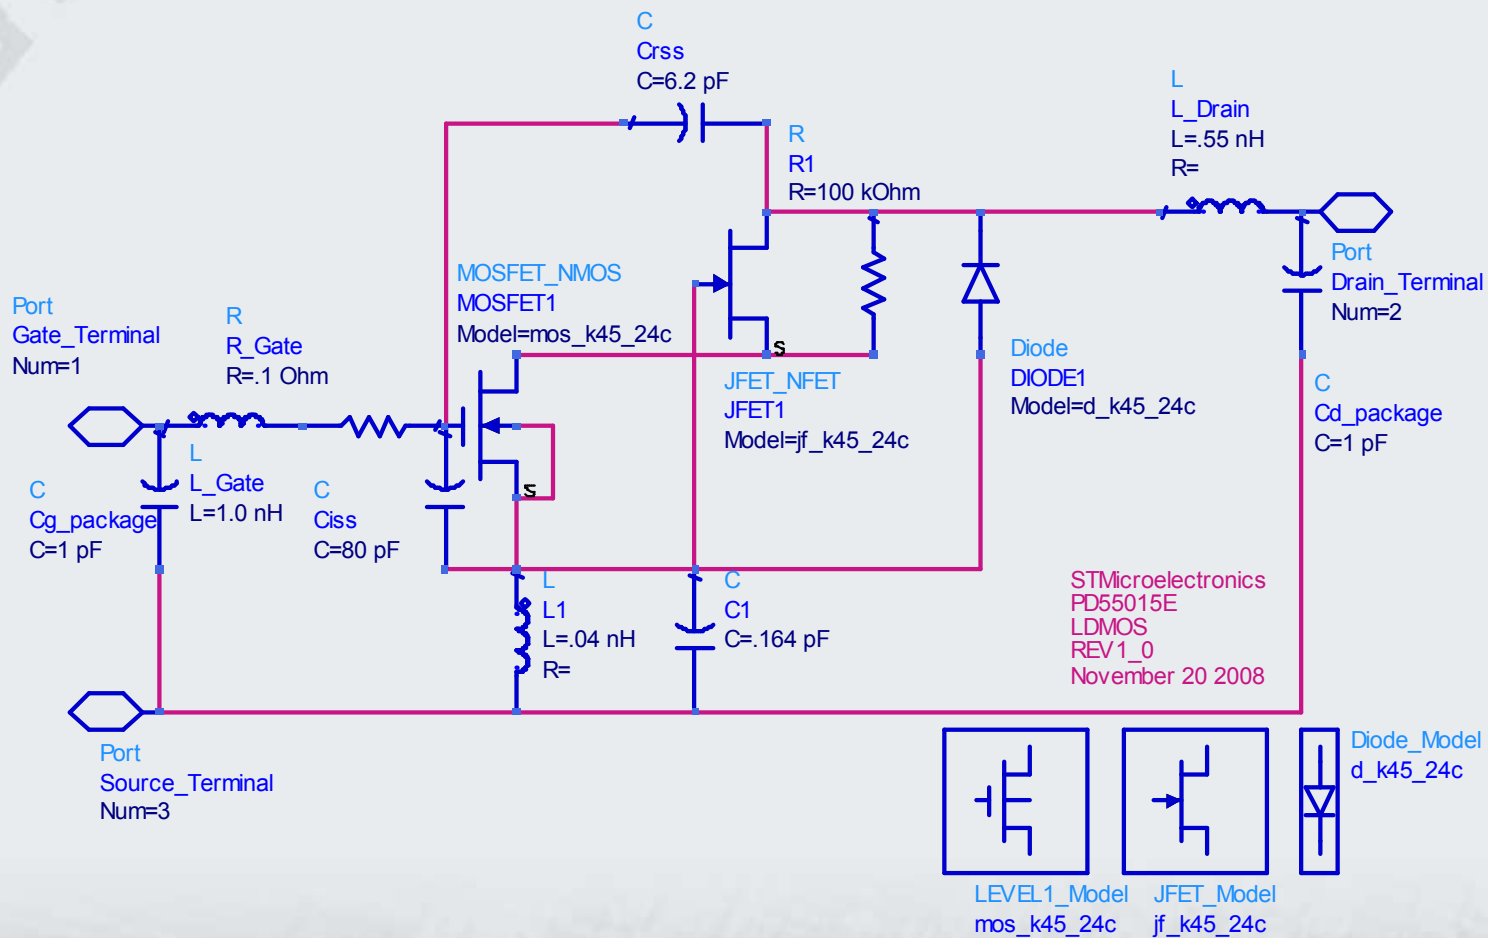 C
Crss
C=6.2 pF
L
L_Drain
L=.55 nH
R=
R
R1
R=100 kOhm
MOSFET_NMOS
MOSFET1
Model=mos_k45_24c
Port
Gate_Terminal
Num=1
R
R_Gate
R=.1 Ohm
Port
Drain_Terminal
Num=2
S
Diode
DIODE1
Model=d_k45_24c
JFET_NFET
JFET1
Model=jf_k45_24c
C
Cd_package
C=1 pF
L
L_Gate
L=1.0 nH
C
Cg_package
C=1 pF
C
Ciss
C=80 pF
S
L
L1
L=.04 nH
R=
C
C1
C=.164 pF
STMicroelectronics
PD55015E
LDMOS
REV1_0
November 20 2008
Port
Source_Terminal
Num=3
Diode_Model
d_k45_24c
LEVEL1_Model
mos_k45_24c
JFET_Model
jf_k45_24c